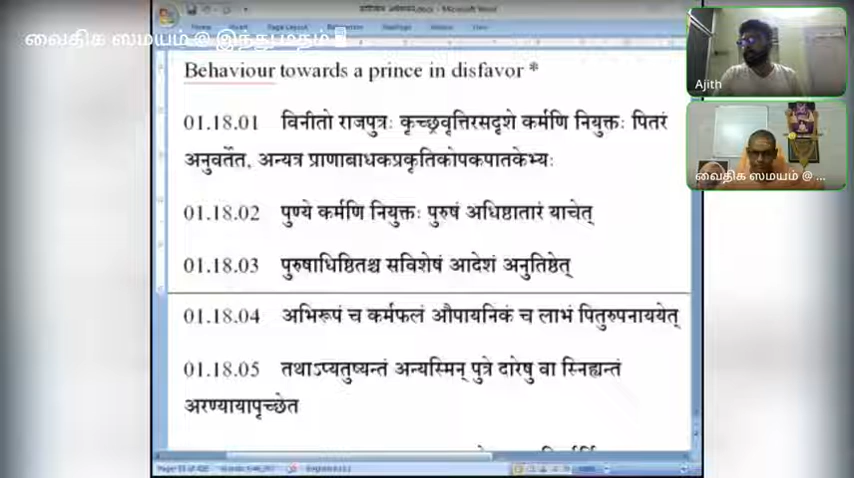 வைதிக ஸமயம் @ இந்துமதம்
Microsoft Word
Behaviour towards a prince in disfavor *
01.18.01 विनीतो राजपुत्रः कृच्छ्रवृत्तिरसदृशे कर्मणि नियुक्तः पितरं
अनुवर्तेत, अन्यत्र प्राणाबाधकप्रकृतिकोपकपातकेभ्यः
01.18.02 पुण्ये कर्मणि नियुक्तः पुरुषं अधिष्ठातारं याचेत्
01.18.03 पुरुषाधिष्ठितश्च सविशेषं आदेशं अनुतिष्ठेत्
01.18.04 अभिरूपं च कर्मफलं औपायनिकं च लाभं पितुरुपनाययेत्
01.18.05 तथाऽप्यतुष्यन्तं अन्यस्मिन् पुत्रे दारेषु वा स्निह्यन्तं
अरण्यायापृच्छेत
Ajith
வைதிக ஸமயம் @ ...